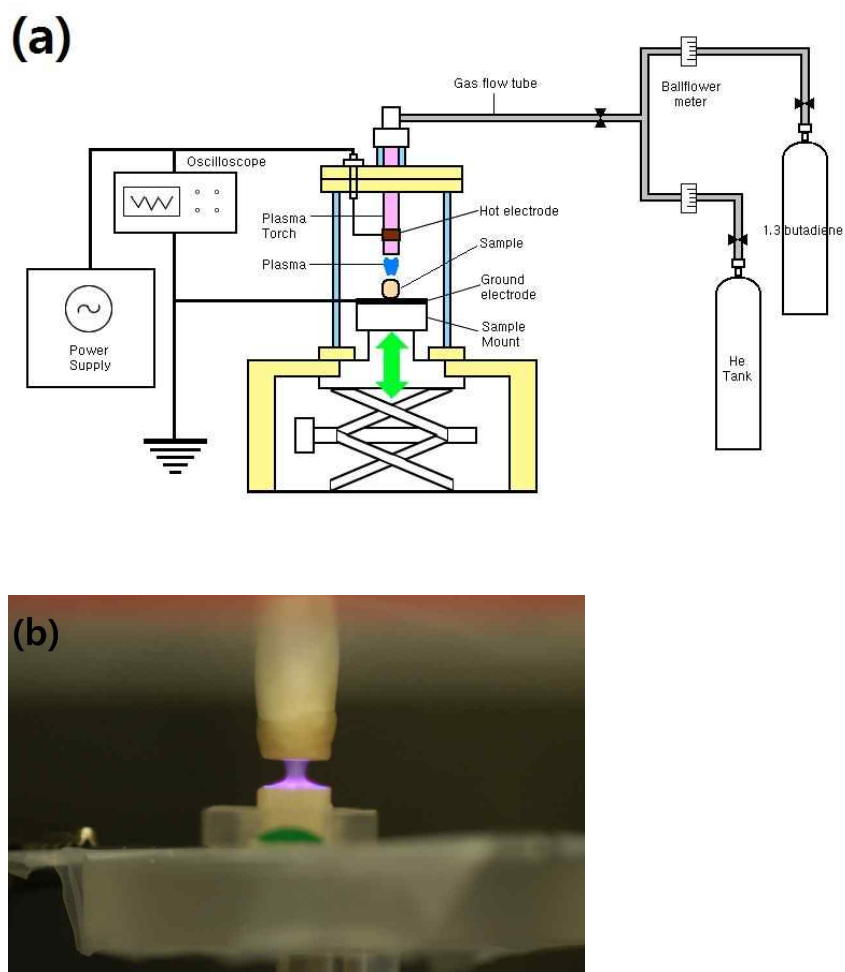 (a)
Gas flow tube
Ballflower
meter
Oscilloscope
Plasma
Torch
Hot electrode
Sample
Plasma
Ground
electrode
Sample
Mount
Power
Supply
1.3 butadiene
He
Tank
(b)